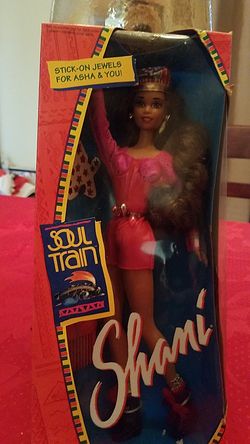 STICK-ON JEWELS
FOR ASHA & YOU!
SOUL
TRAIN
Shani